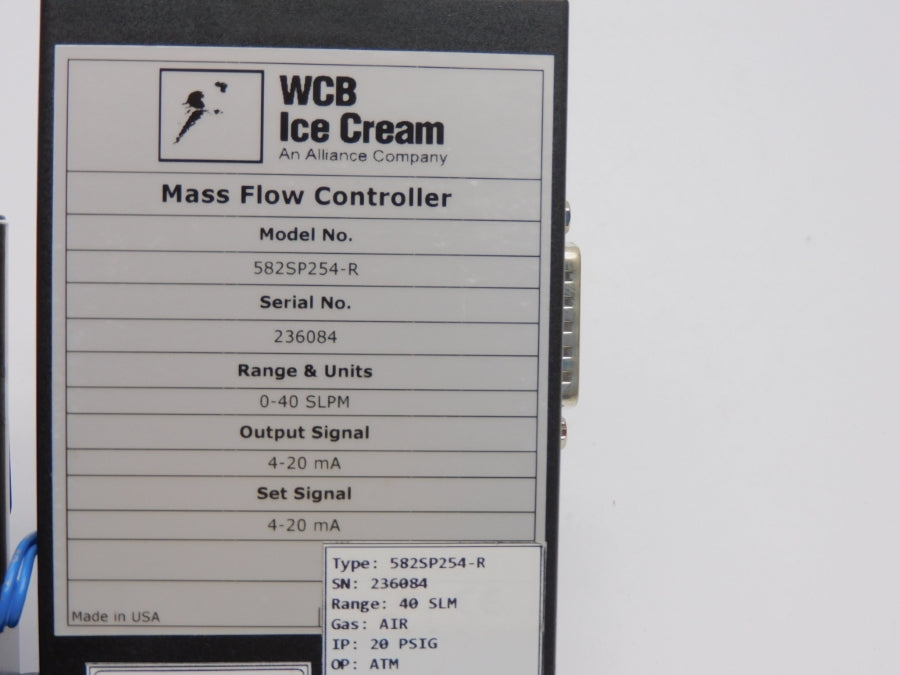 WCB
Ice Cream
An Alliance Company
Mass Flow Controller
Model No.
582SP254-R
Serial No.
236084
Range & Units
0-40 SLPM
Output Signal
4-20 mA
Set Signal
4-20 mA
Made in USA
Type: 582SP254-R
SN: 236084
Range: 40 SLM
Gas: AIR
IP: 20 PSIG
OP: ATM